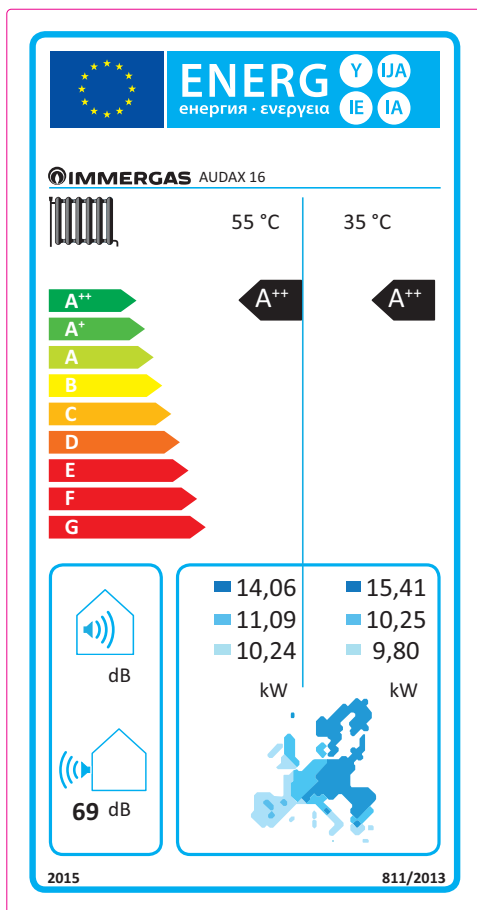 ENERG Y IJA
енергия · ενεργεια IE IA
IMMERGAS AUDAX 16
55 °C 35 °C
A++ A++ A++
A+
A
B
C
D
E
F
G
14,06 15,41
11,09 10,25
10,24 9,80
kW kW
dB
69 dB
2015 811/2013